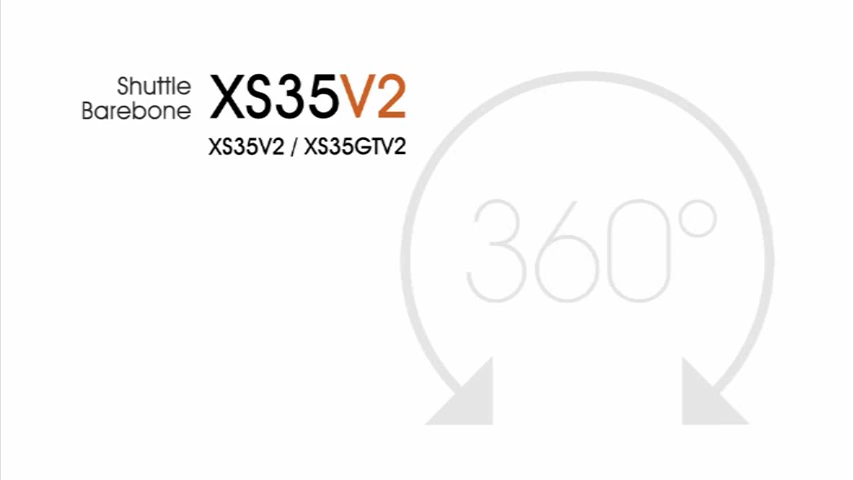 Shuttle
Barebone
XS35V2
XS35V2 / XS35GTV2
360°